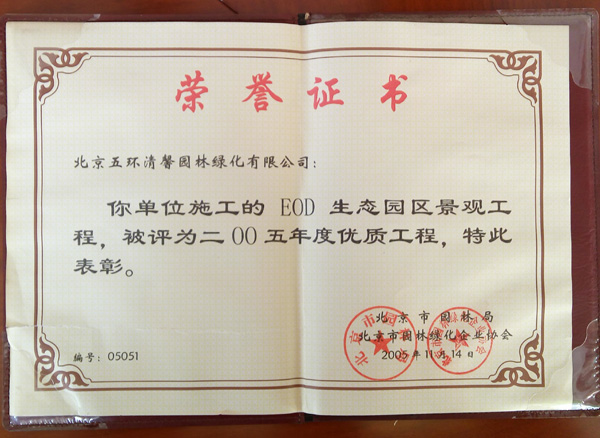 荣誉证书
北京五环清馨园林绿化有限公司：
你单位施工的 EOD 生态园区景观工
程，被评为二OO五年度优质工程，特此
表彰。
北京市园林局
北京市园林绿化企业协会
编号：05051
2005年11月14日